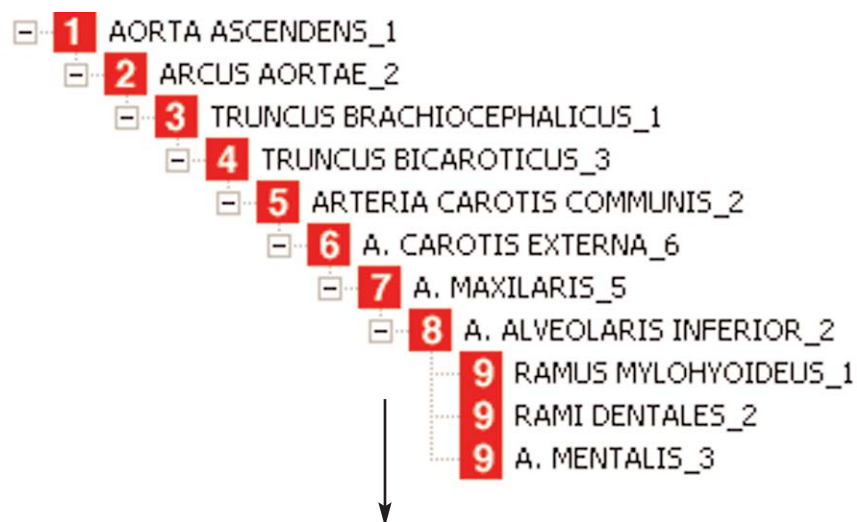 1 AORTA ASCENDENS_1
2 ARCUS AORTAE_2
3 TRUNCUS BRACHIOCEPHALICUS_1
4 TRUNCUS BICAROTICUS_3
5 ARTERIA CAROTIS COMMUNIS_2
6 A. CAROTIS EXTERNA_6
7 A. MAXILARIS_5
8 A. ALVEOLARIS INFERIOR_2
9 RAMUS MYLOHYOIDEUS_1
9 RAMI DENTALES_2
9 A. MENTALIS_3